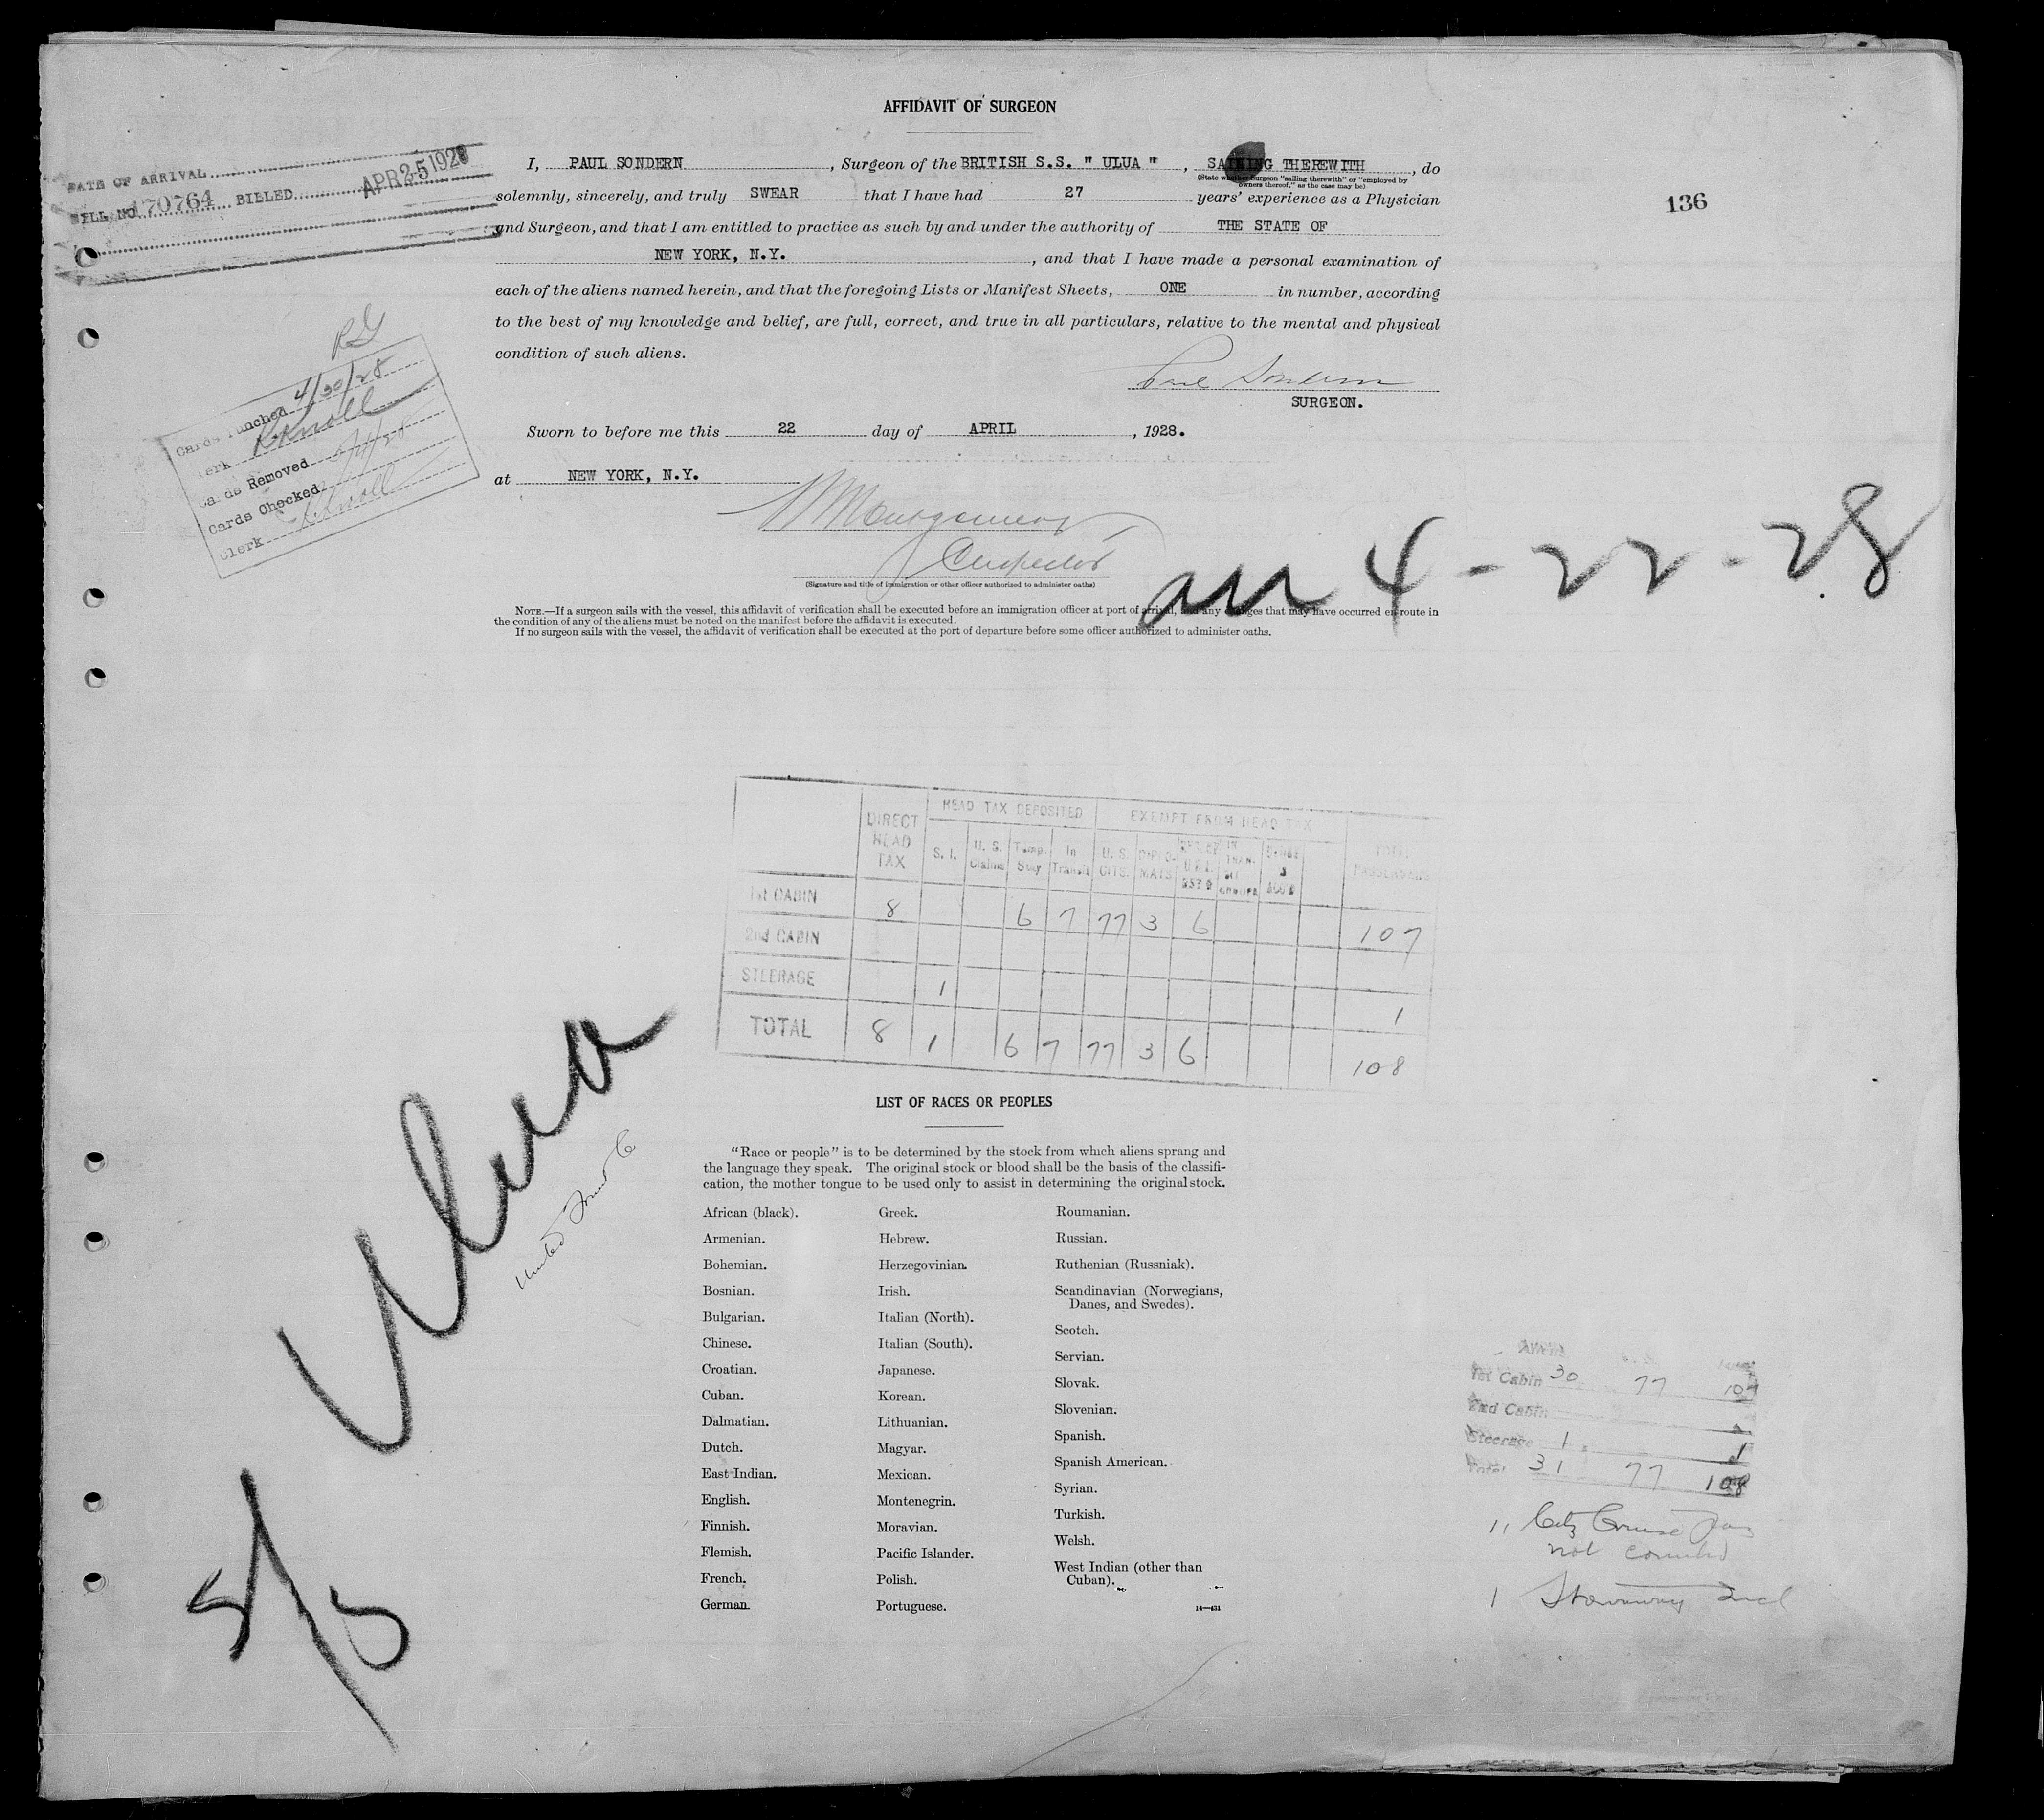 AFFIDAVIT OF SURGEON
DATE OF ARRIVAL
BILL NO. 170764 BILLED APR 25 1928
136
I, PAUL SONDERN, Surgeon of the BRITISH S.S. " ULUA ", SAILING THEREWITH, do
(State whether Surgeon "sailing therewith" or "employed by
owners thereof," as the case may be)
solemnly, sincerely, and truly SWEAR that I have had 27 years' experience as a Physician
and Surgeon, and that I am entitled to practice as such by and under the authority of THE STATE OF
NEW YORK, N.Y., and that I have made a personal examination of
each of the aliens named herein, and that the foregoing Lists or Manifest Sheets, ONE in number, according
to the best of my knowledge and belief, are full, correct, and true in all particulars, relative to the mental and physical
condition of such aliens.
Paul Sondern
SURGEON.
Cards Punched 4/30/28
Clerk Knoll
Cards Removed
Cards Checked
Clerk Knoll
Sworn to before me this 22 day of APRIL, 1928.
at NEW YORK, N.Y.
Montgomery
Inspector
(Signature and title of immigration or other officer authorized to administer oaths)
arr 4-22-28
NOTE.—If a surgeon sails with the vessel, this affidavit of verification shall be executed before an immigration officer at port of arrival, and any changes that may have occurred en route in
the condition of any of the aliens must be noted on the manifest before the affidavit is executed.
If no surgeon sails with the vessel, the affidavit of verification shall be executed at the port of departure before some officer authorized to administer oaths.
DIRECT HEAD TAX HEAD TAX DEPOSITED EXEMPT FROM HEAD TAX TOTAL PASSENGERS
S. I. U. S. Claims Temp. Stay In Transit U. S. CITS. DIPLOMATS
1st CABIN 8 6 7 77 3 6 107
2nd CABIN
STEERAGE 1 1
TOTAL 8 1 6 7 77 3 6 108
S/S Ulua
United Fruit Co
LIST OF RACES OR PEOPLES
"Race or people" is to be determined by the stock from which aliens sprang and
the language they speak. The original stock or blood shall be the basis of the classifi-
cation, the mother tongue to be used only to assist in determining the original stock.
African (black).
Armenian.
Bohemian.
Bosnian.
Bulgarian.
Chinese.
Croatian.
Cuban.
Dalmatian.
Dutch.
East Indian.
English.
Finnish.
Flemish.
French.
German.
Greek.
Hebrew.
Herzegovinian.
Irish.
Italian (North).
Italian (South).
Japanese.
Korean.
Lithuanian.
Magyar.
Mexican.
Montenegrin.
Moravian.
Pacific Islander.
Polish.
Portuguese.
Roumanian.
Russian.
Ruthenian (Russniak).
Scandinavian (Norwegians,
Danes, and Swedes).
Scotch.
Servian.
Slovak.
Slovenian.
Spanish.
Spanish American.
Syrian.
Turkish.
Welsh.
West Indian (other than
Cuban).
14—431
Aliens
1st Cabin 30 77 107
2nd Cabin
Steerage 1 1
Total 31 77 108
11 Citz Cruise
not counted
1 Stowaway incl